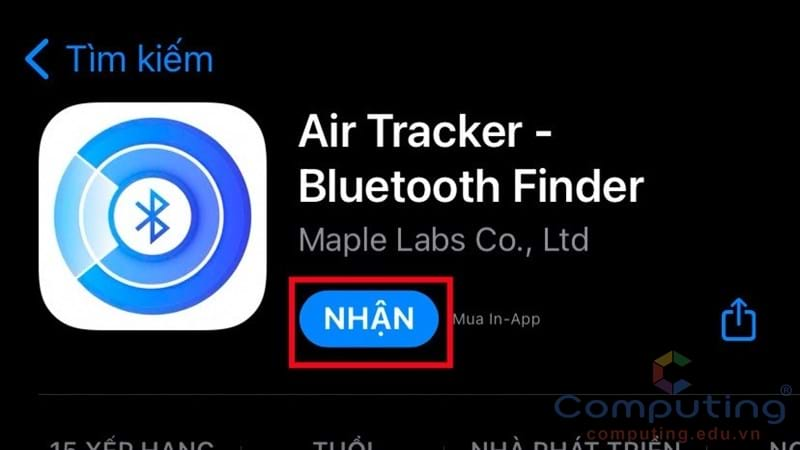 Tìm kiếm
Air Tracker -
Bluetooth Finder
Maple Labs Co., Ltd
NHẬN
Mua In-App
Computing®
computing.edu.vn
15 XẾP HẠNG
TUỔI
NHÀ PHÁT TRIỂN